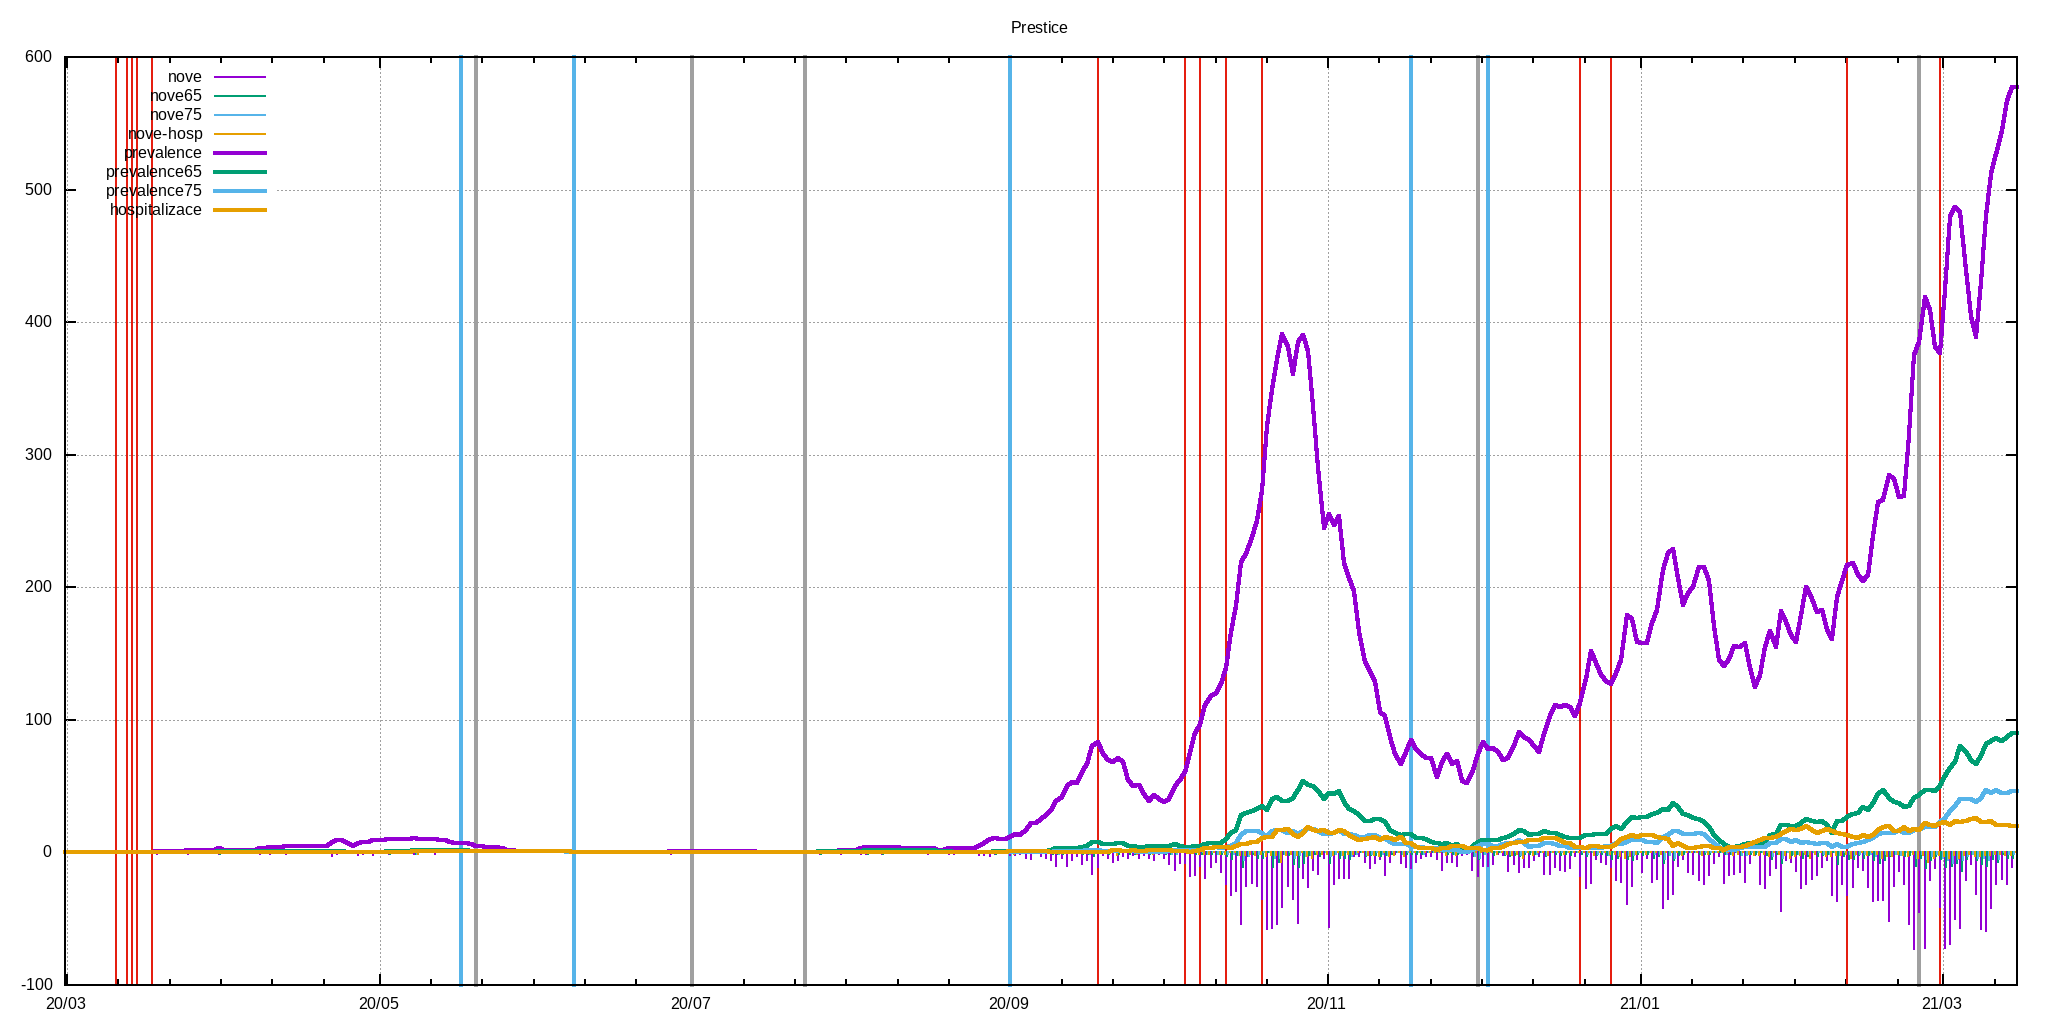 Prestice
600
500
400
300
200
100
0
-100
nove
nove65
nove75
nove-hosp
prevalence
prevalence65
prevalence75
hospitalizace
20/03 20/05 20/07 20/09 20/11 21/01 21/03